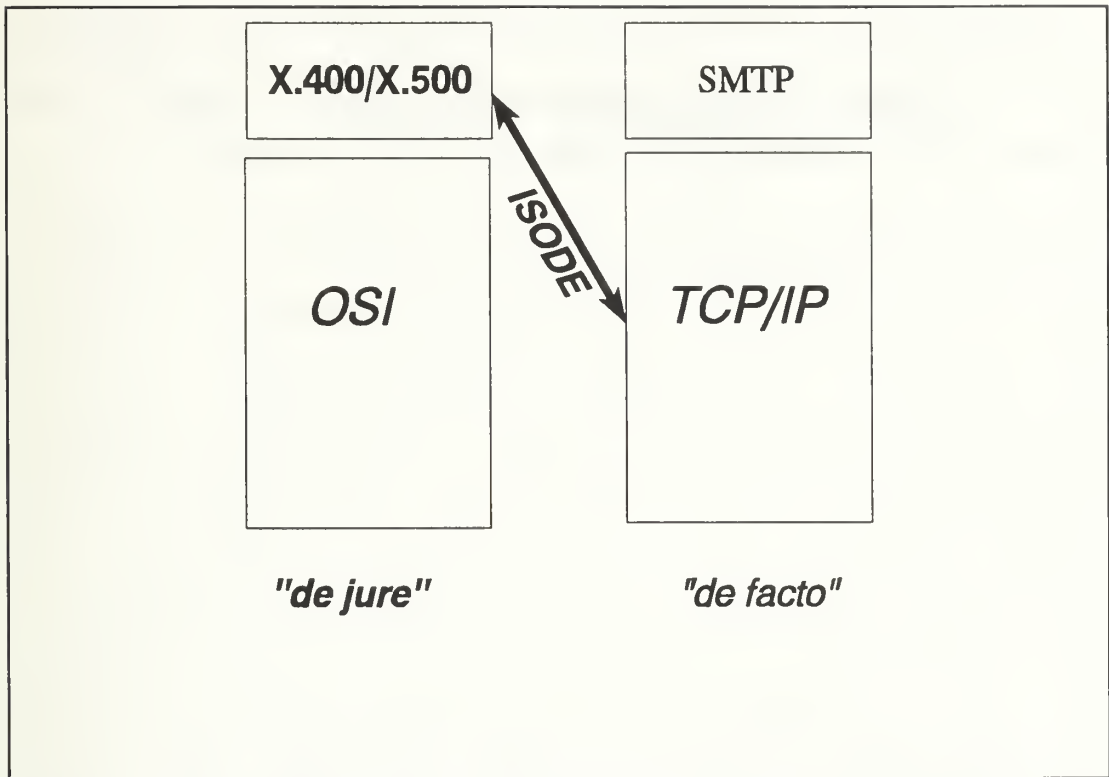 X.400/X.500
SMTP
ISODE
OSI
TCP/IP
"de jure"
"de facto"